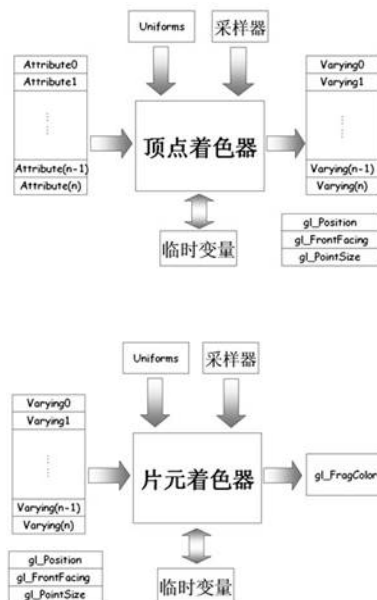 Uniforms
采样器
Attribute0
Attribute1
Attribute(n-1)
Attribute(n)
顶点着色器
Varying0
Varying1
Varying(n-1)
Varying(n)
临时变量
gl_Position
gl_FrontFacing
gl_PointSize
Uniforms
采样器
Varying0
Varying1
Varying(n-1)
Varying(n)
片元着色器
gl_FragColor
gl_Position
gl_FrontFacing
gl_PointSize
临时变量